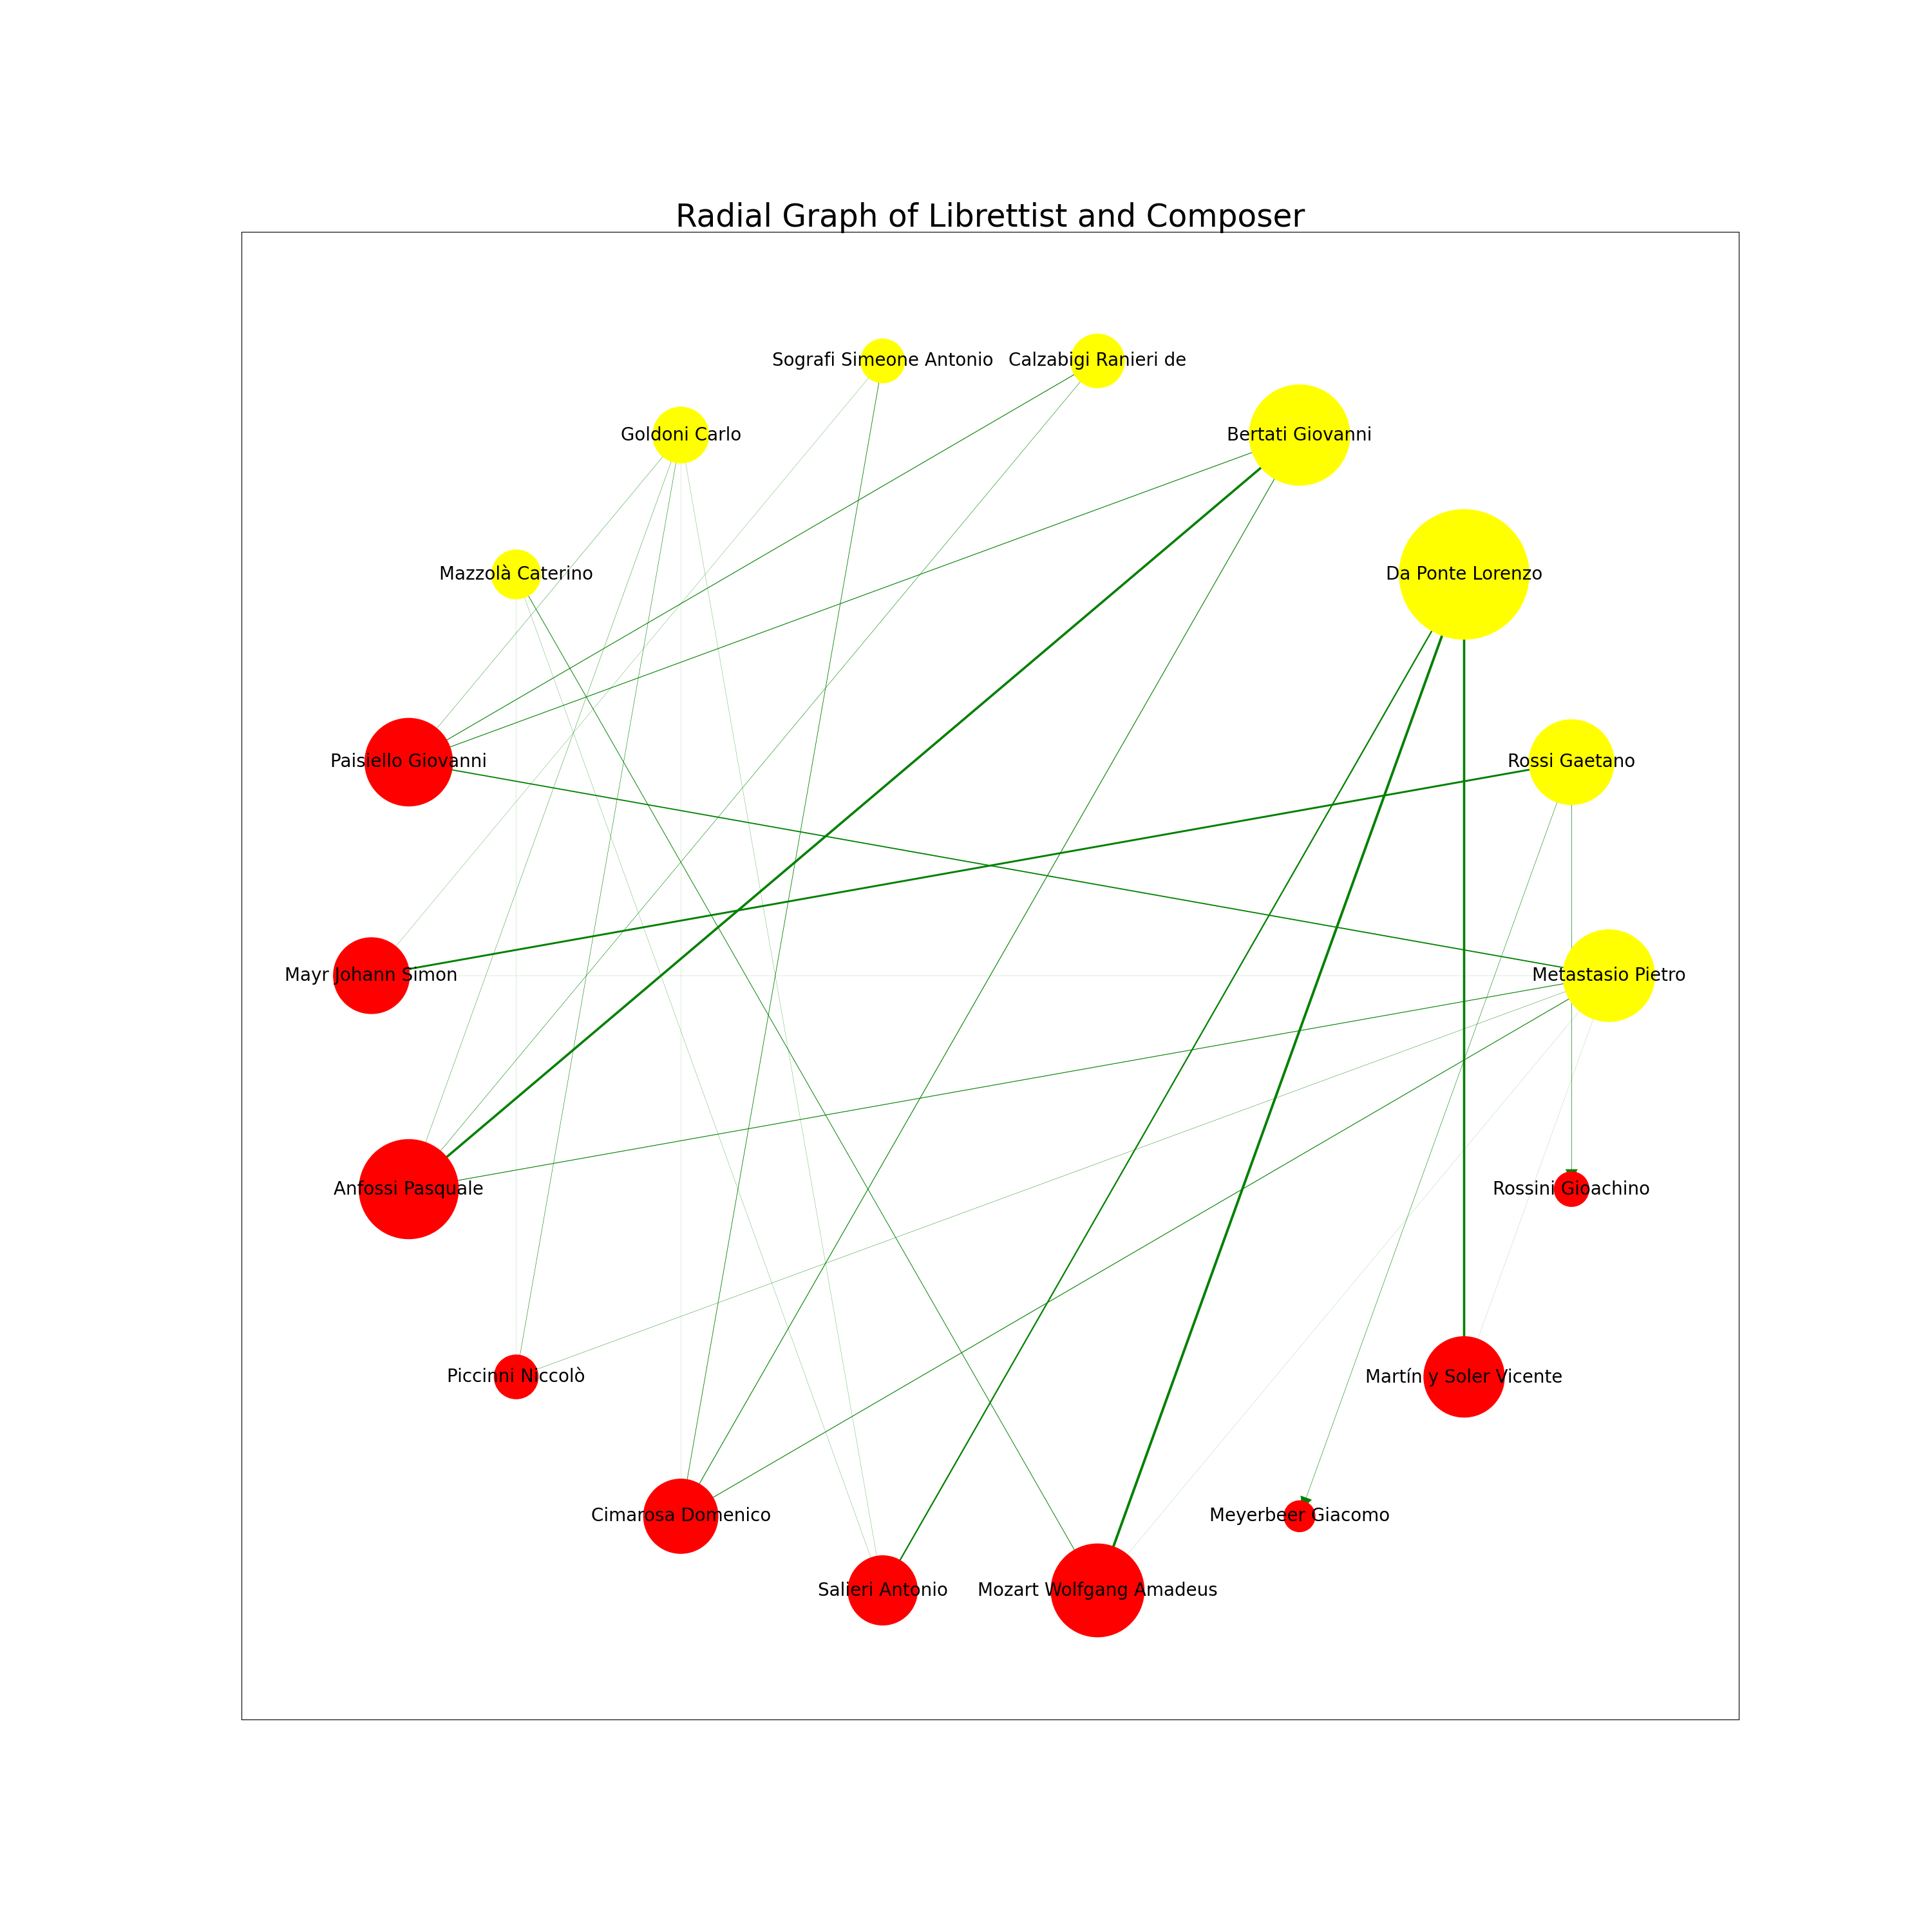 Radial Graph of Librettist and Composer
Sografi Simeone Antonio
Calzabigi Ranieri de
Goldoni Carlo
Bertati Giovanni
Mazzolà Caterino
Da Ponte Lorenzo
Paisiello Giovanni
Rossi Gaetano
Mayr Johann Simon
Metastasio Pietro
Anfossi Pasquale
Rossini Gioachino
Piccinni Niccolò
Martín y Soler Vicente
Cimarosa Domenico
Meyerbeer Giacomo
Salieri Antonio
Mozart Wolfgang Amadeus